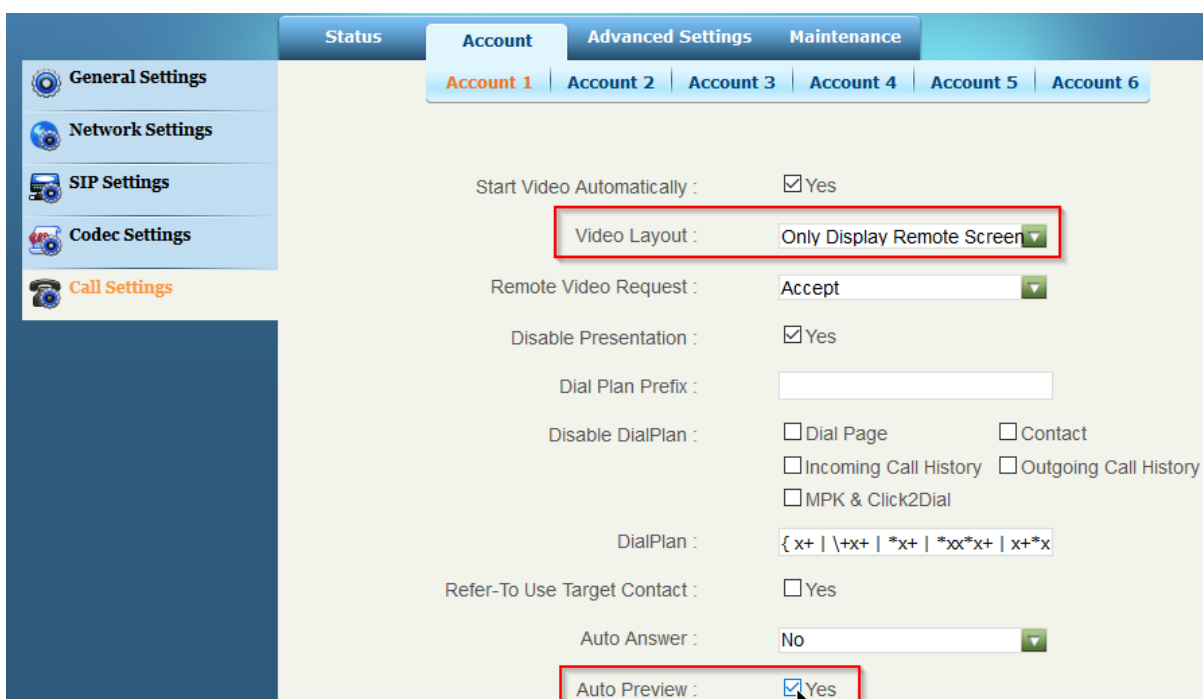 Status Account Advanced Settings Maintenance
Account 1 Account 2 Account 3 Account 4 Account 5 Account 6
General Settings
Network Settings
SIP Settings
Codec Settings
Call Settings
Start Video Automatically : Yes
Video Layout : Only Display Remote Screen
Remote Video Request : Accept
Disable Presentation : Yes
Dial Plan Prefix :
Disable DialPlan : Dial Page Contact
Incoming Call History Outgoing Call History
MPK & Click2Dial
DialPlan : { x+ | \+x+ | *x+ | *xx*x+ | x+*x
Refer-To Use Target Contact : Yes
Auto Answer : No
Auto Preview : Yes